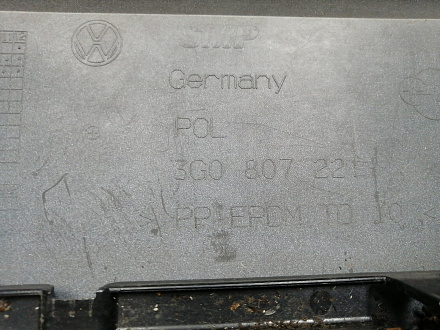 SMP
Germany
POL
3G0 807 221
>PP+EPDM TD 10<